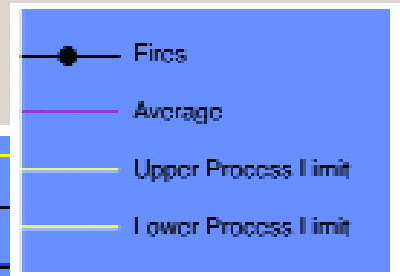 Fires
Average
Upper Process Limit
Lower Process Limit